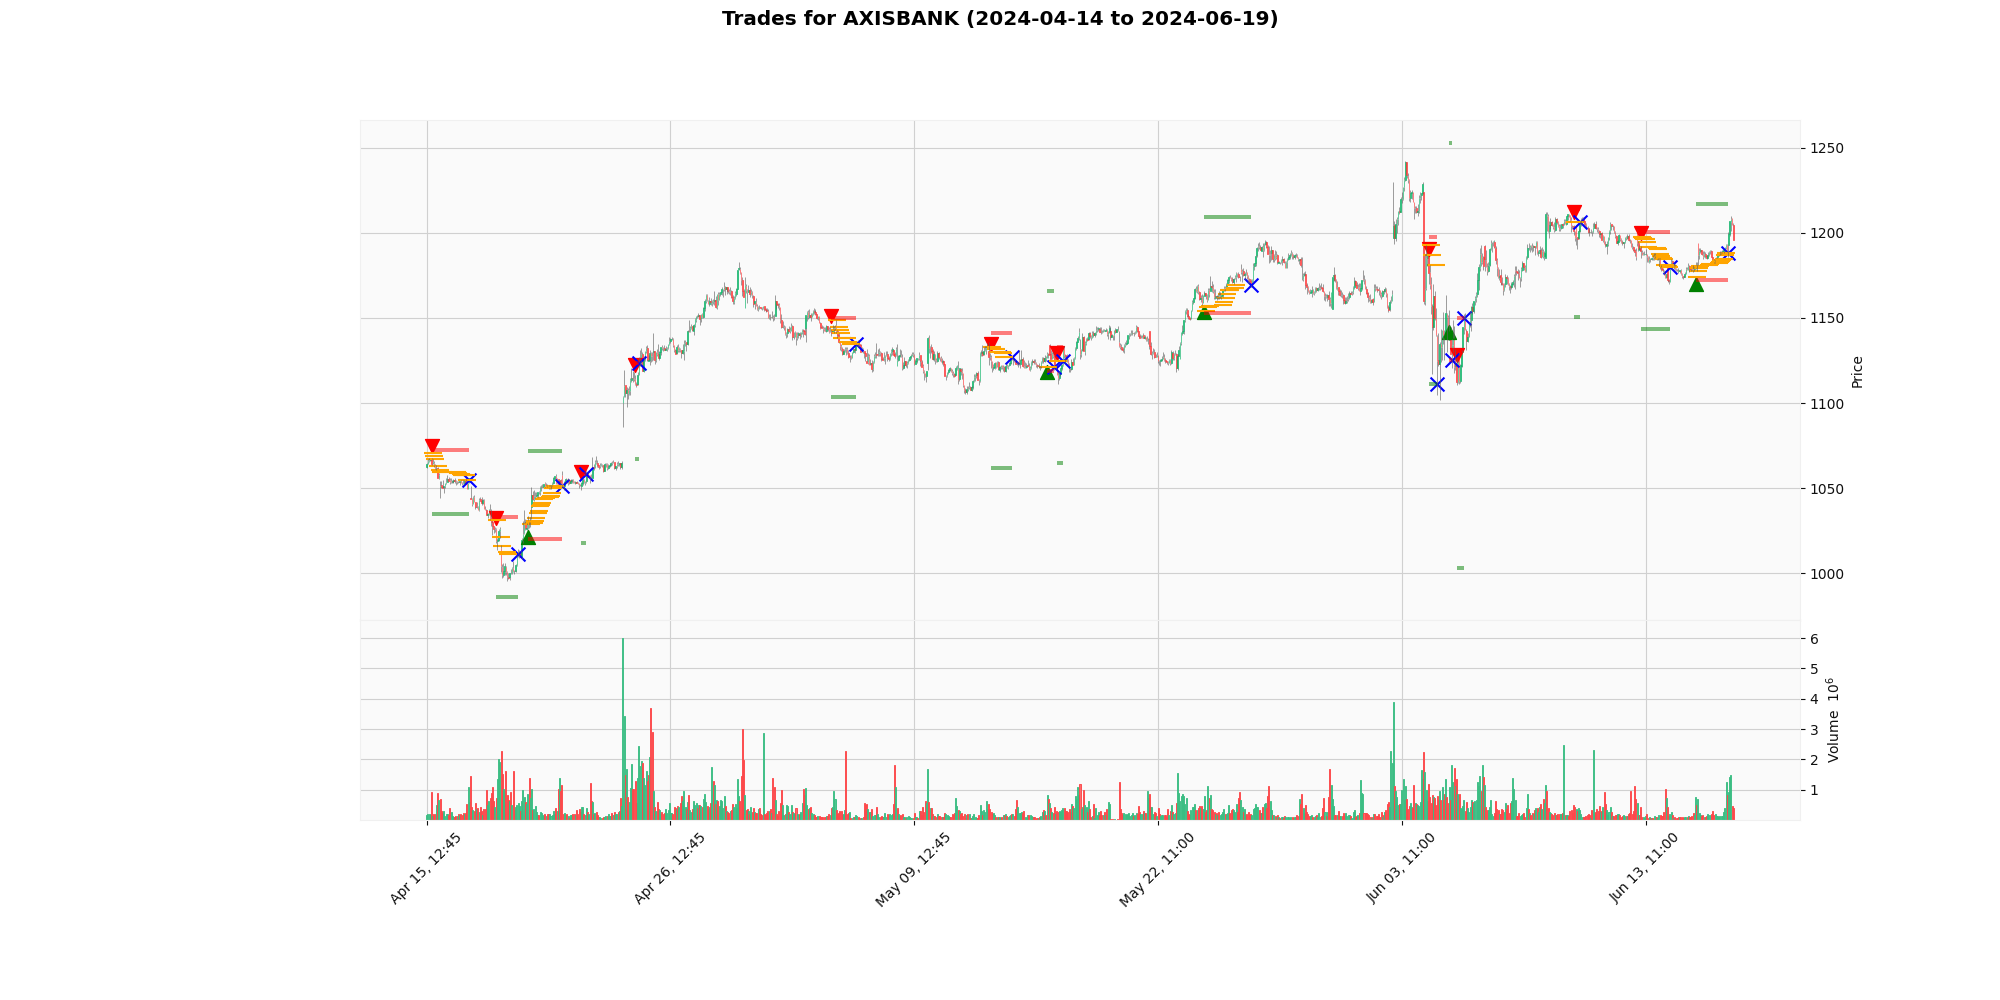 Trades for AXISBANK (2024-04-14 to 2024-06-19)
1250
1200
1150
1100
1050
1000
Price
6
5
4
3
2
1
Volume 10^6
Apr 15, 12:45
Apr 26, 12:45
May 09, 12:45
May 22, 11:00
Jun 03, 11:00
Jun 13, 11:00